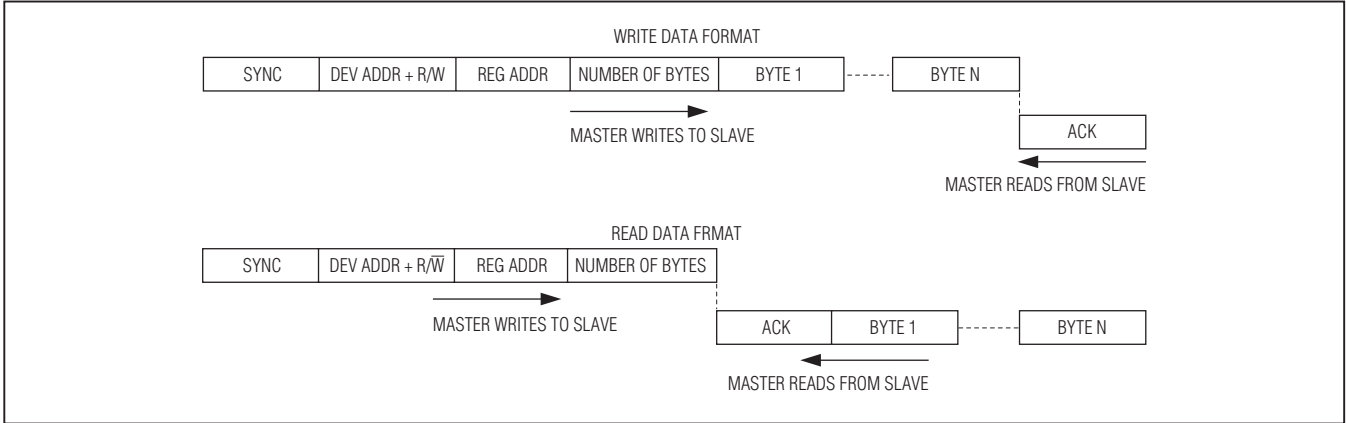 WRITE DATA FORMAT
SYNC DEV ADDR + R/W REG ADDR NUMBER OF BYTES BYTE 1 BYTE N
MASTER WRITES TO SLAVE
ACK
MASTER READS FROM SLAVE
READ DATA FRMAT
SYNC DEV ADDR + R/W̅ REG ADDR NUMBER OF BYTES
MASTER WRITES TO SLAVE
ACK BYTE 1 BYTE N
MASTER READS FROM SLAVE